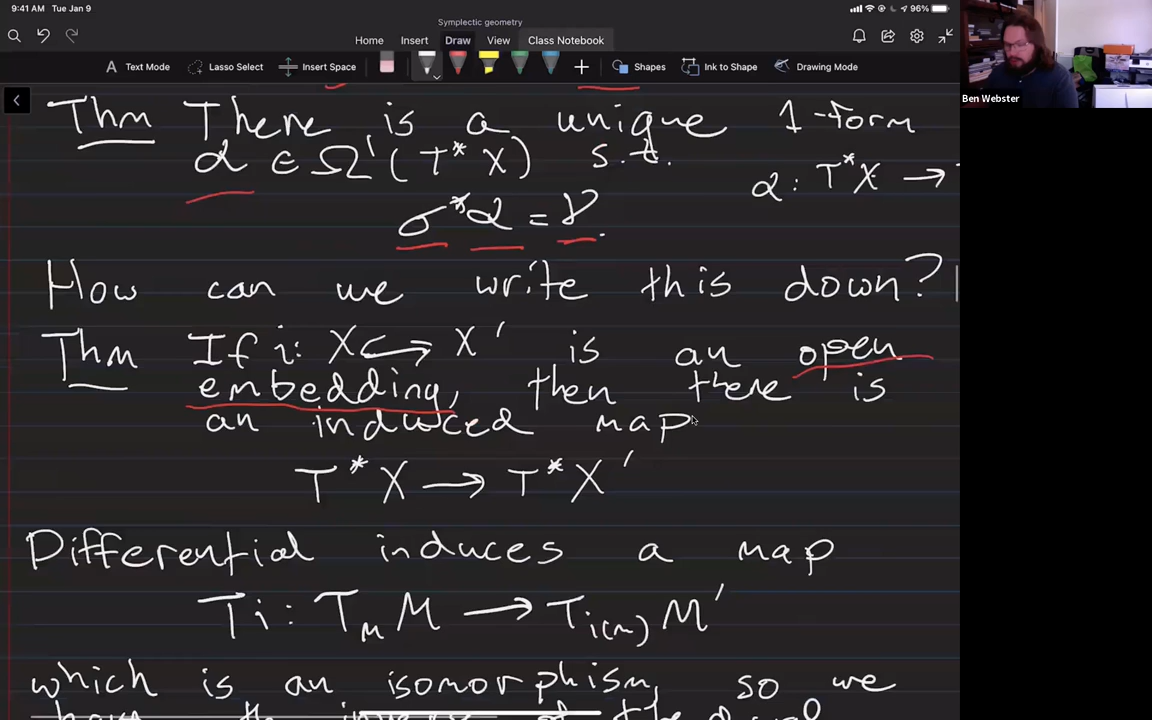 9:41 AM Tue Jan 9
96%
Symplectic geometry
Home Insert Draw View Class Notebook
Text Mode Lasso Select Insert Space Shapes Ink to Shape Drawing Mode
Ben Webster
Thm There is a unique 1-form
α ∈ Ω¹(T*X) s.t.
α: T*X →
σ*α = γ.
How can we write this down?
Thm If i: X ↪ X' is an open
embedding, then there is
an induced map
T*X → T*X'
Differential induces a map
Ti: T_m M → T_i(m) M'
which is an isomorphism, so we